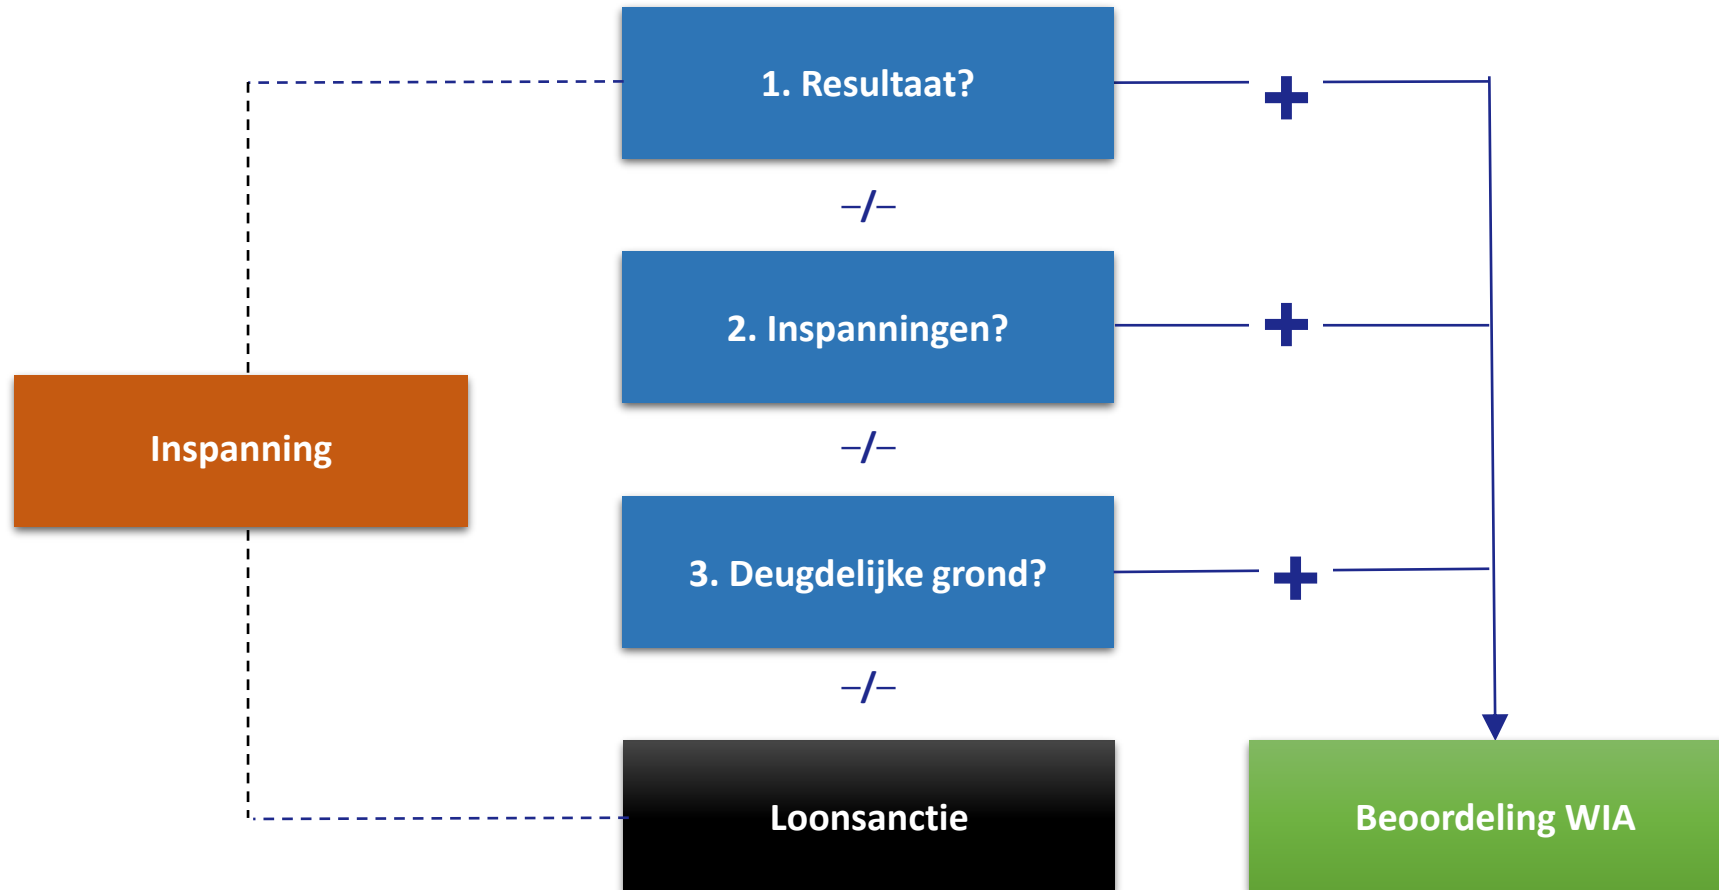 1. Resultaat?
–/–
2. Inspanningen?
Inspanning
–/–
3. Deugdelijke grond?
–/–
Loonsanctie
Beoordeling WIA